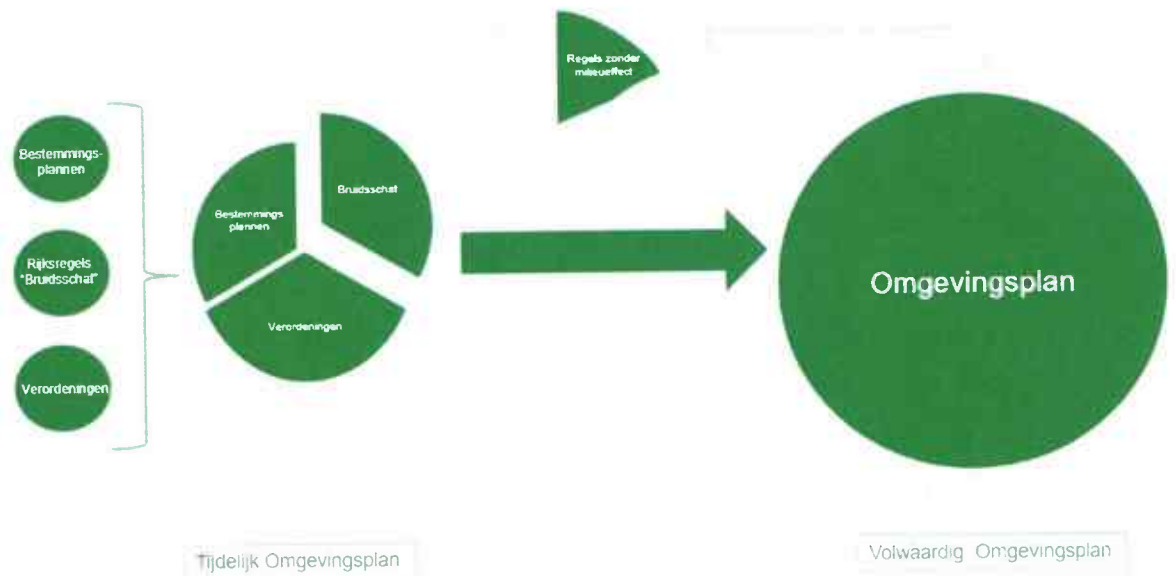 Regels zonder
milieueffect
Bestemmings-
plannen
Rijksregels
"Bruidsschat"
Verordeningen
Bestemmings
plannen
Bruidsschat
Verordeningen
Omgevingsplan
Tijdelijk Omgevingsplan
Volwaardig Omgevingsplan